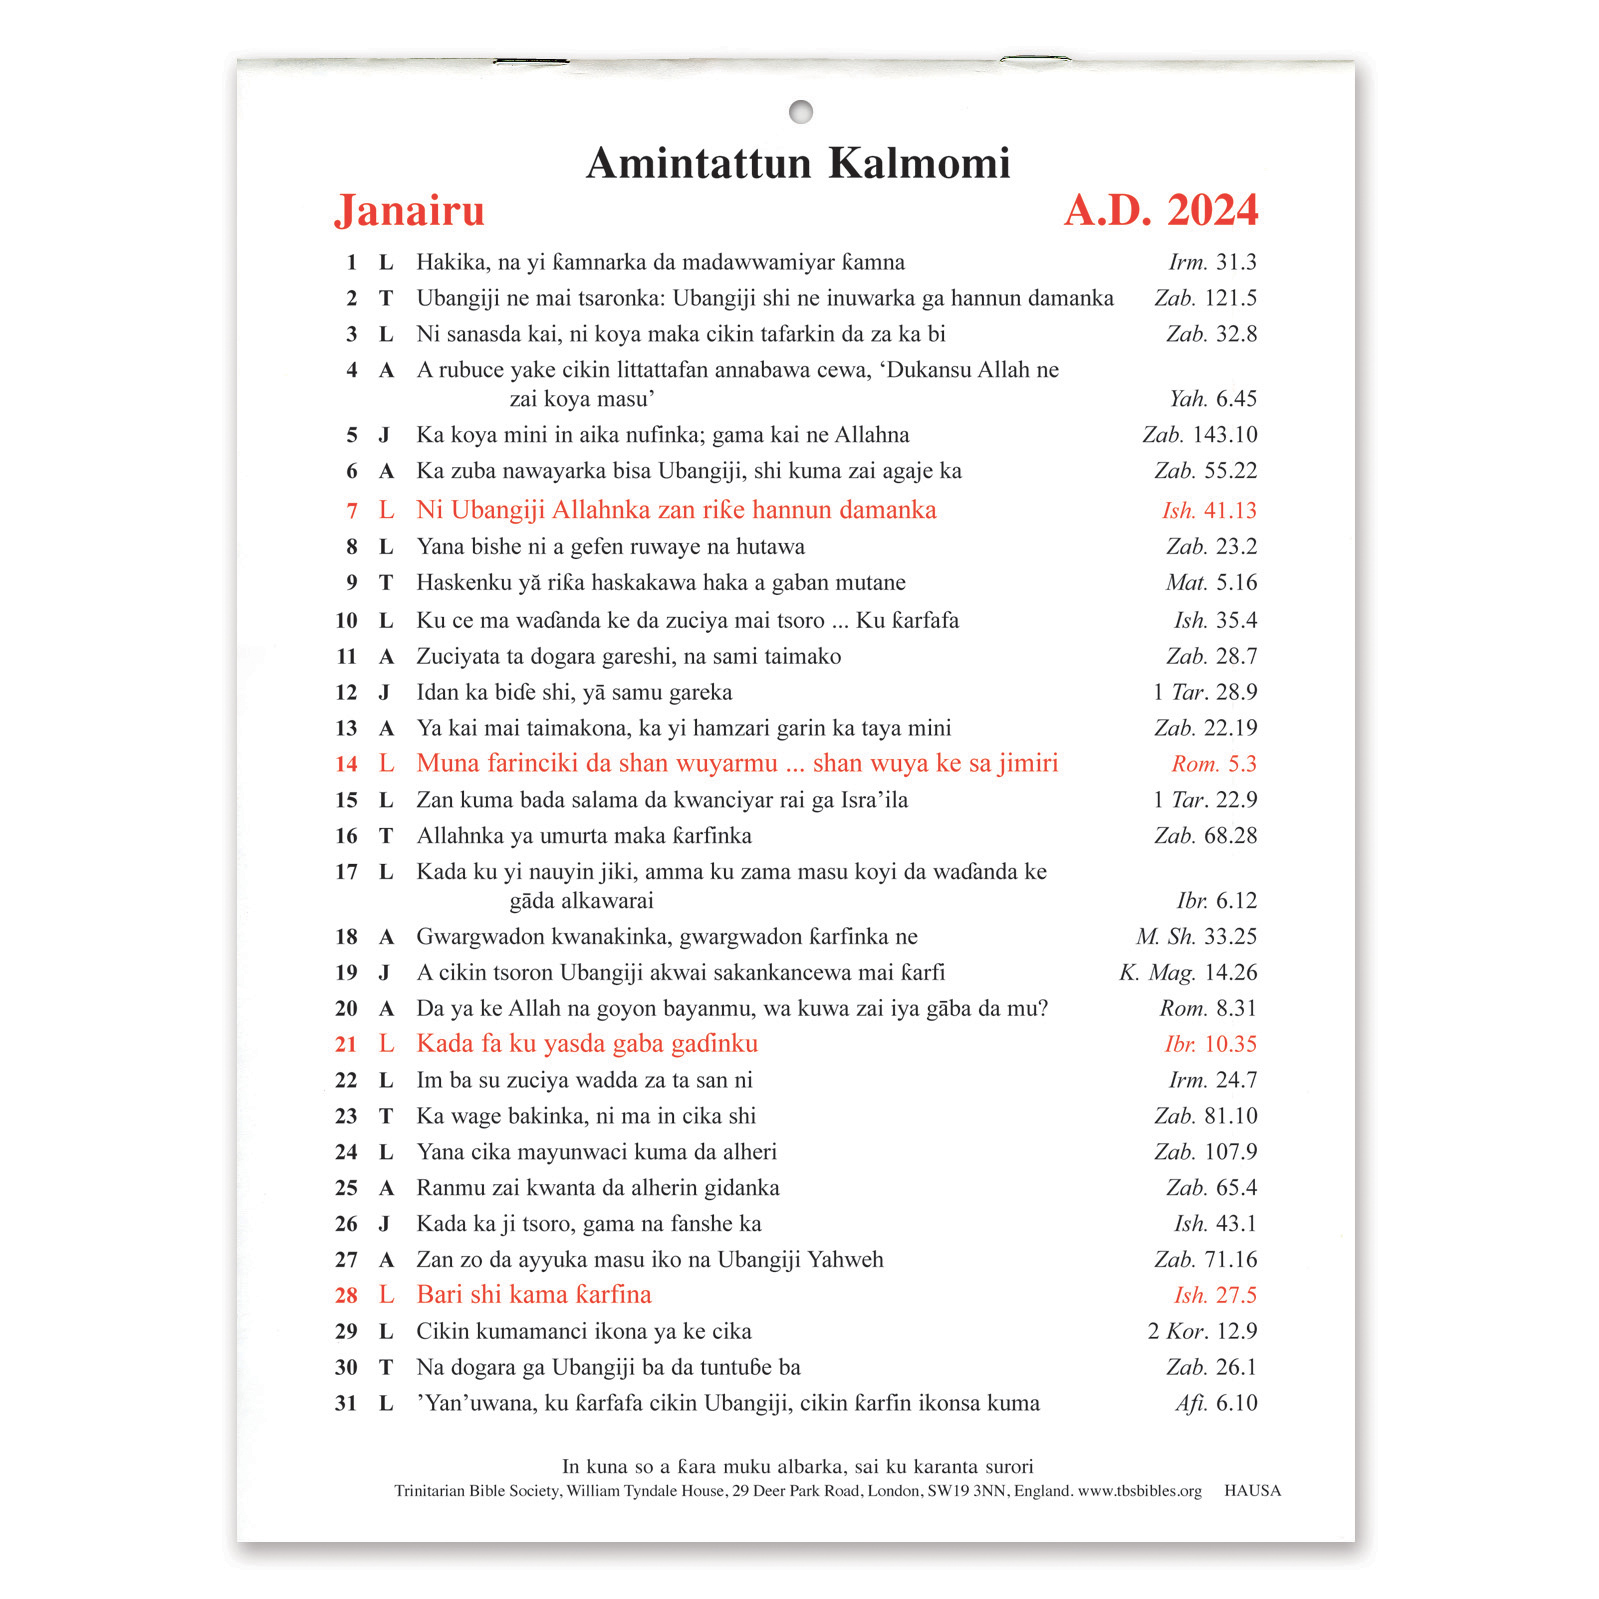 Amintattun Kalmomi
Janairu A.D. 2024
1 L Hakika, na yi ƙamnarka da madawwamiyar ƙamna Irm. 31.3
2 T Ubangiji ne mai tsaronka: Ubangiji shi ne inuwarka ga hannun damanka Zab. 121.5
3 L Ni sanasda kai, ni koya maka cikin tafarkin da za ka bi Zab. 32.8
4 A A rubuce yake cikin littattafan annabawa cewa, ‘Dukansu Allah ne
zai koya masu’ Yah. 6.45
5 J Ka koya mini in aika nufinka; gama kai ne Allahna Zab. 143.10
6 A Ka zuba nawayarka bisa Ubangiji, shi kuma zai agaje ka Zab. 55.22
7 L Ni Ubangiji Allahnka zan riƙe hannun damanka Ish. 41.13
8 L Yana bishe ni a gefen ruwaye na hutawa Zab. 23.2
9 T Haskenku yă riƙa haskakawa haka a gaban mutane Mat. 5.16
10 L Ku ce ma waɗanda ke da zuciya mai tsoro ... Ku ƙarfafa Ish. 35.4
11 A Zuciyata ta dogara gareshi, na sami taimako Zab. 28.7
12 J Idan ka biɗe shi, yā samu gareka 1 Tar. 28.9
13 A Ya kai mai taimakona, ka yi hamzari garin ka taya mini Zab. 22.19
14 L Muna farinciki da shan wuyarmu ... shan wuya ke sa jimiri Rom. 5.3
15 L Zan kuma bada salama da kwanciyar rai ga Isra’ila 1 Tar. 22.9
16 T Allahnka ya umurta maka ƙarfinka Zab. 68.28
17 L Kada ku yi nauyin jiki, amma ku zama masu koyi da waɗanda ke
gāda alkawarai Ibr. 6.12
18 A Gwargwadon kwanakinka, gwargwadon ƙarfinka ne M. Sh. 33.25
19 J A cikin tsoron Ubangiji akwai sakankancewa mai ƙarfi K. Mag. 14.26
20 A Da ya ke Allah na goyon bayanmu, wa kuwa zai iya gāba da mu? Rom. 8.31
21 L Kada fa ku yasda gaba gaɗinku Ibr. 10.35
22 L Im ba su zuciya wadda za ta san ni Irm. 24.7
23 T Ka wage bakinka, ni ma in cika shi Zab. 81.10
24 L Yana cika mayunwaci kuma da alheri Zab. 107.9
25 A Ranmu zai kwanta da alherin gidanka Zab. 65.4
26 J Kada ka ji tsoro, gama na fanshe ka Ish. 43.1
27 A Zan zo da ayyuka masu iko na Ubangiji Yahweh Zab. 71.16
28 L Bari shi kama ƙarfina Ish. 27.5
29 L Cikin kumamanci ikona ya ke cika 2 Kor. 12.9
30 T Na dogara ga Ubangiji ba da tuntuɓe ba Zab. 26.1
31 L ’Yan’uwana, ku ƙarfafa cikin Ubangiji, cikin ƙarfin ikonsa kuma Afi. 6.10
In kuna so a ƙara muku albarka, sai ku karanta surori
Trinitarian Bible Society, William Tyndale House, 29 Deer Park Road, London, SW19 3NN, England. www.tbsbibles.org HAUSA